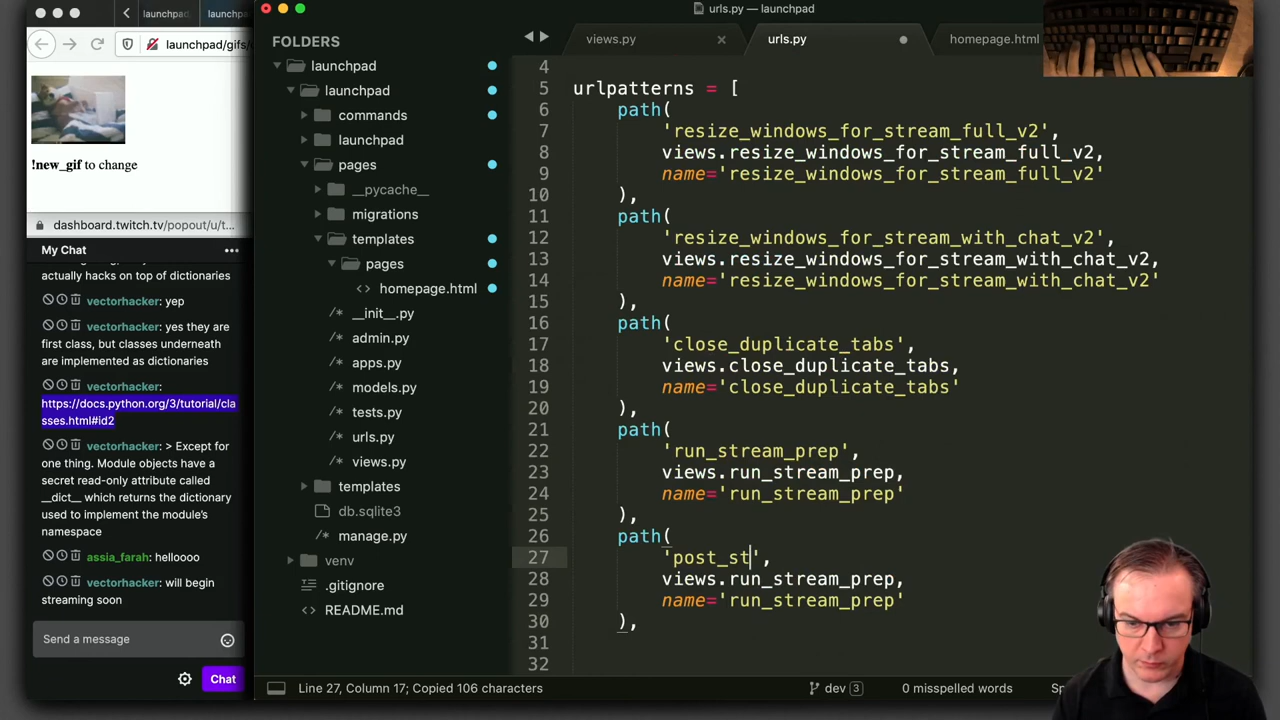 launchpad
launchpad
launchpad/gifs/
!new_gif to change
dashboard.twitch.tv/popout/u/t...
My Chat
actually hacks on top of dictionaries
vectorhacker: yep
vectorhacker: yes they are
first class, but classes underneath
are implemented as dictionaries
vectorhacker:
https://docs.python.org/3/tutorial/cla
sses.html#id2
vectorhacker: > Except for
one thing. Module objects have a
secret read-only attribute called
__dict__ which returns the dictionary
used to implement the module's
namespace
assia_farah: helloooo
vectorhacker: will begin
streaming soon
Send a message
Chat
urls.py — launchpad
FOLDERS
launchpad
launchpad
commands
launchpad
pages
__pycache__
migrations
templates
pages
homepage.html
__init__.py
admin.py
apps.py
models.py
tests.py
urls.py
views.py
templates
db.sqlite3
manage.py
venv
.gitignore
README.md
views.py
urls.py
homepage.html
4
5 urlpatterns = [
6 path(
7 'resize_windows_for_stream_full_v2',
8 views.resize_windows_for_stream_full_v2,
9 name='resize_windows_for_stream_full_v2'
10 ),
11 path(
12 'resize_windows_for_stream_with_chat_v2',
13 views.resize_windows_for_stream_with_chat_v2,
14 name='resize_windows_for_stream_with_chat_v2'
15 ),
16 path(
17 'close_duplicate_tabs',
18 views.close_duplicate_tabs,
19 name='close_duplicate_tabs'
20 ),
21 path(
22 'run_stream_prep',
23 views.run_stream_prep,
24 name='run_stream_prep'
25 ),
26 path(
27 'post_st',
28 views.run_stream_prep,
29 name='run_stream_prep'
30 ),
31
32
Line 27, Column 17; Copied 106 characters
dev 3
0 misspelled words